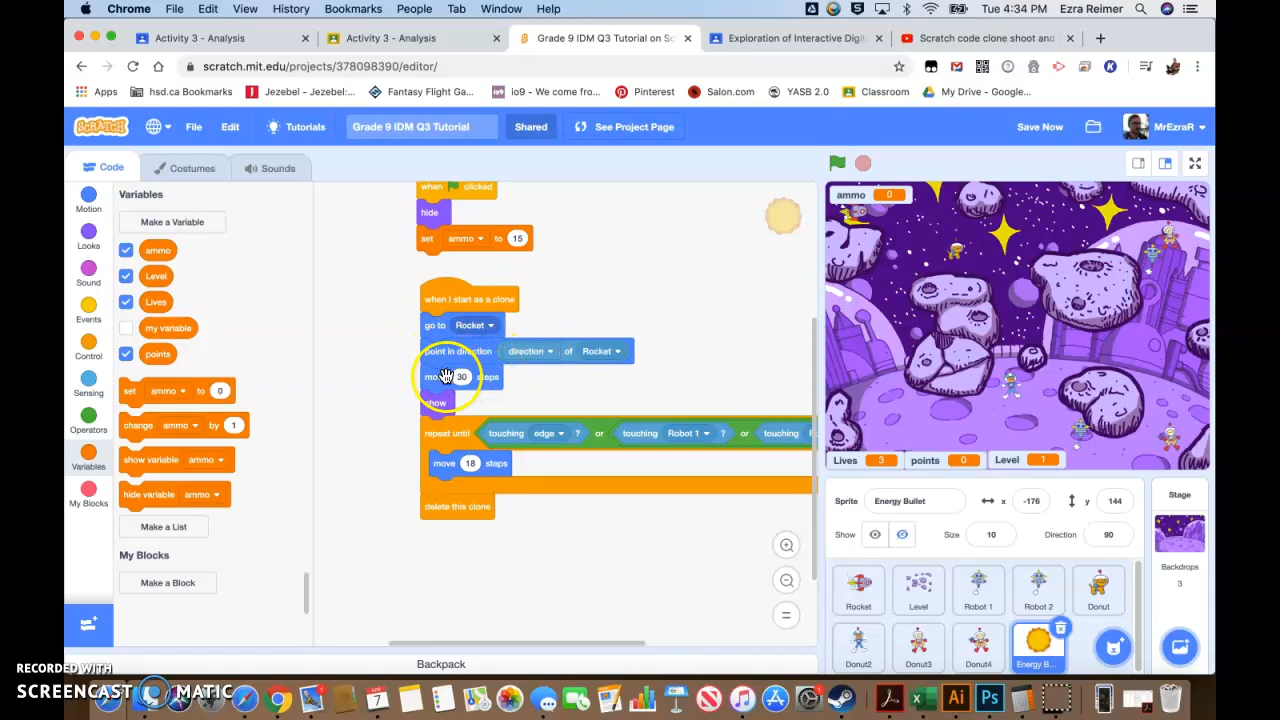 Chrome File Edit View History Bookmarks People Tab Window Help Tue 4:34 PM Ezra Reimer
Activity 3 - Analysis Activity 3 - Analysis Grade 9 IDM Q3 Tutorial on Sc Exploration of Interactive Digit Scratch code clone shoot and
scratch.mit.edu/projects/378098390/editor/
Apps hsd.ca Bookmarks Jezebel - Jezebel:... Fantasy Flight Ga... io9 - We come fro... Pinterest Salon.com YASB 2.0 Classroom My Drive - Google...
SCRATCH File Edit Tutorials Grade 9 IDM Q3 Tutorial Shared See Project Page Save Now MrEzraR
Code Costumes Sounds
Motion
Looks
Sound
Events
Control
Sensing
Operators
Variables
My Blocks
Variables
Make a Variable
ammo
Level
Lives
my variable
points
set ammo to 0
change ammo by 1
show variable ammo
hide variable ammo
Make a List
My Blocks
Make a Block
when clicked
hide
set ammo to 15
when I start as a clone
go to Rocket
point in direction direction of Rocket
30 steps
show
repeat until touching edge ? or touching Robot 1 ? or touching
move 18 steps
delete this clone
Backpack
ammo 0
Lives 3 points 0 Level 1
Sprite Energy Bullet x -176 y 144
Show Size 10 Direction 90
Rocket Level Robot 1 Robot 2 Donut
Donut2 Donut3 Donut4 Energy B...
Stage
Backdrops
3
RECORDED WITH
SCREENCAST MATIC